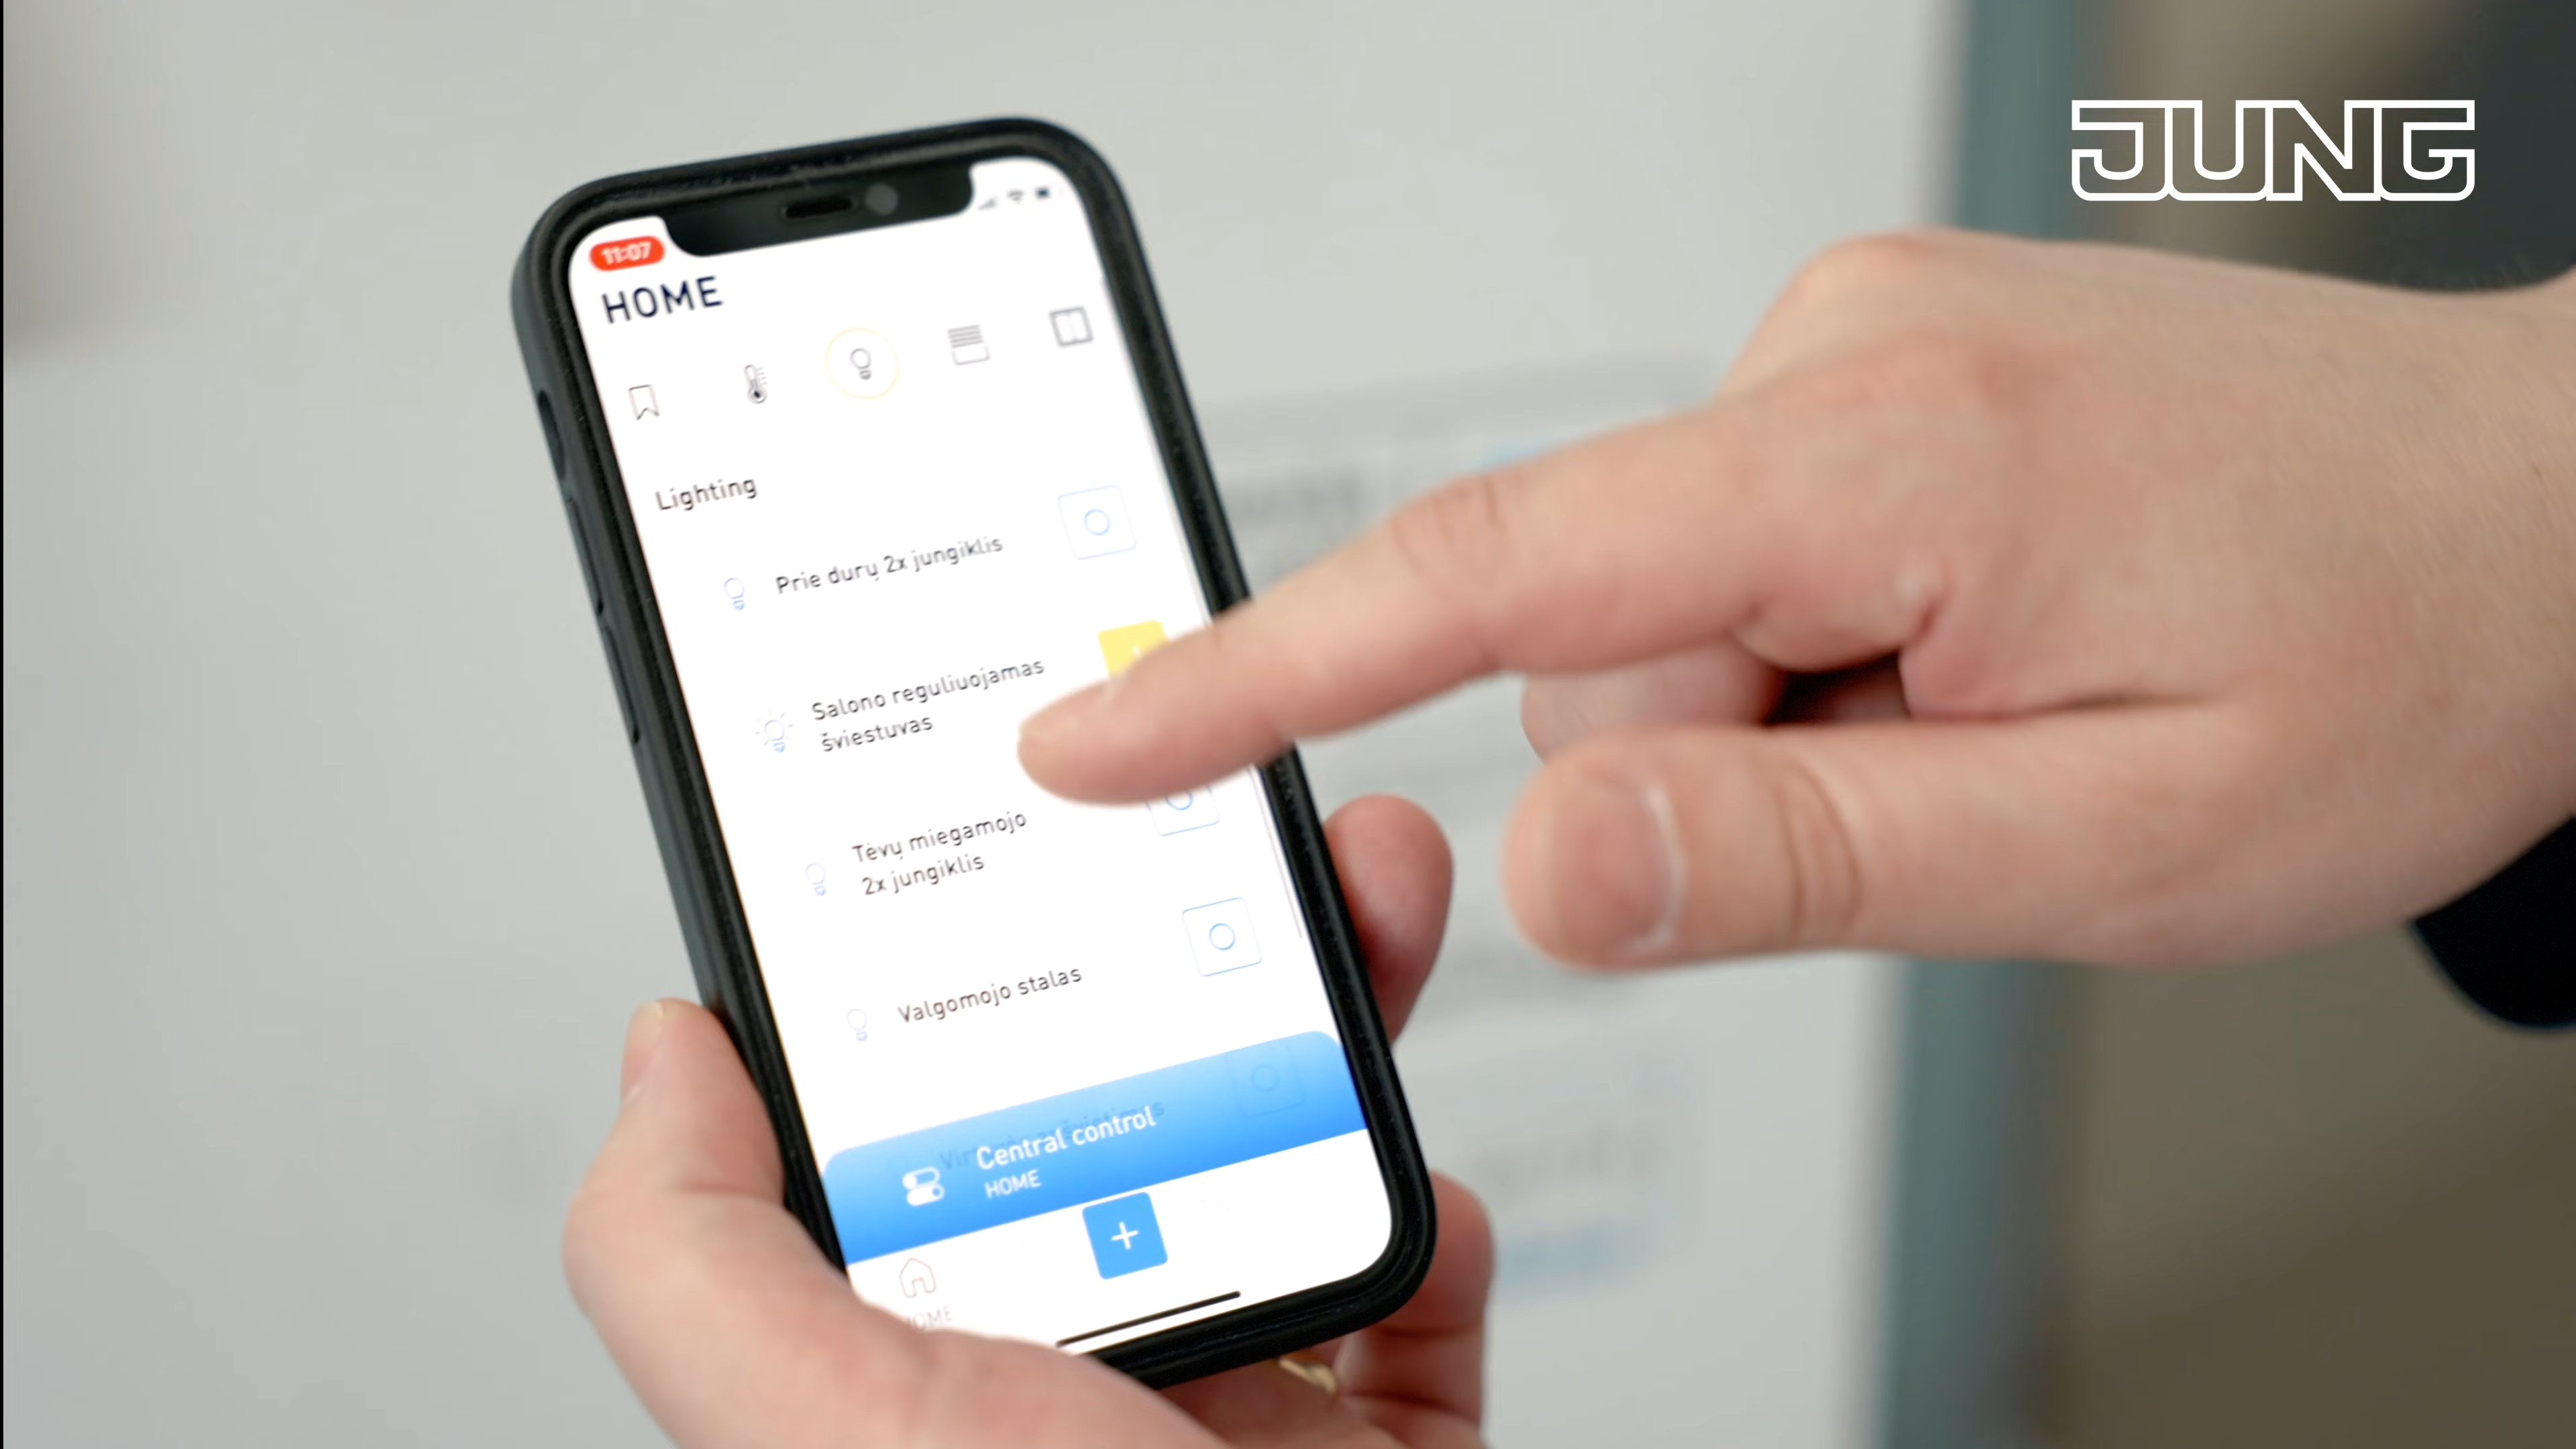 JUNG
11:07
HOME
Lighting
Prie durų 2x jungiklis
Salono reguliuojamas
šviestuvas
Tėvų miegamojo
2x jungiklis
Valgomojo stalas
Central control
HOME
HOME